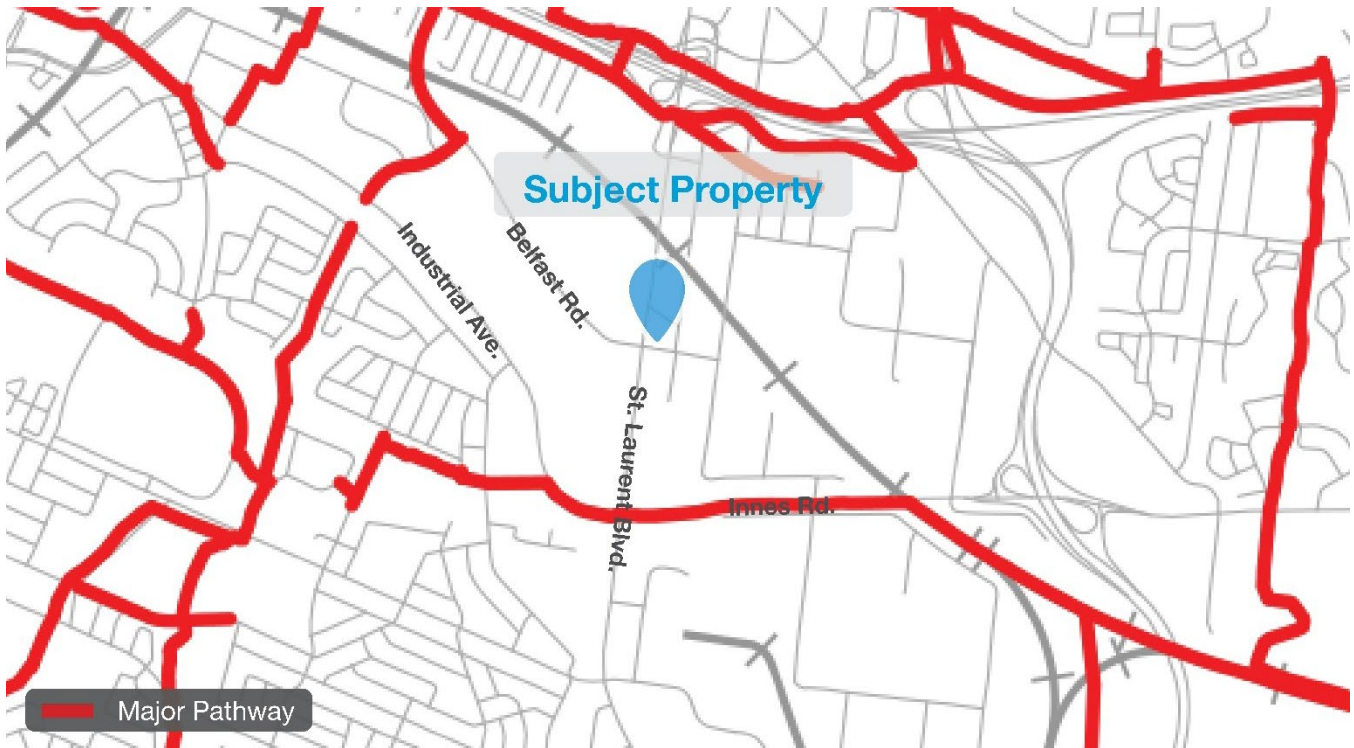 Subject Property
Belfast Rd.
Industrial Ave.
St. Laurent Blvd.
Innes Rd.
Major Pathway